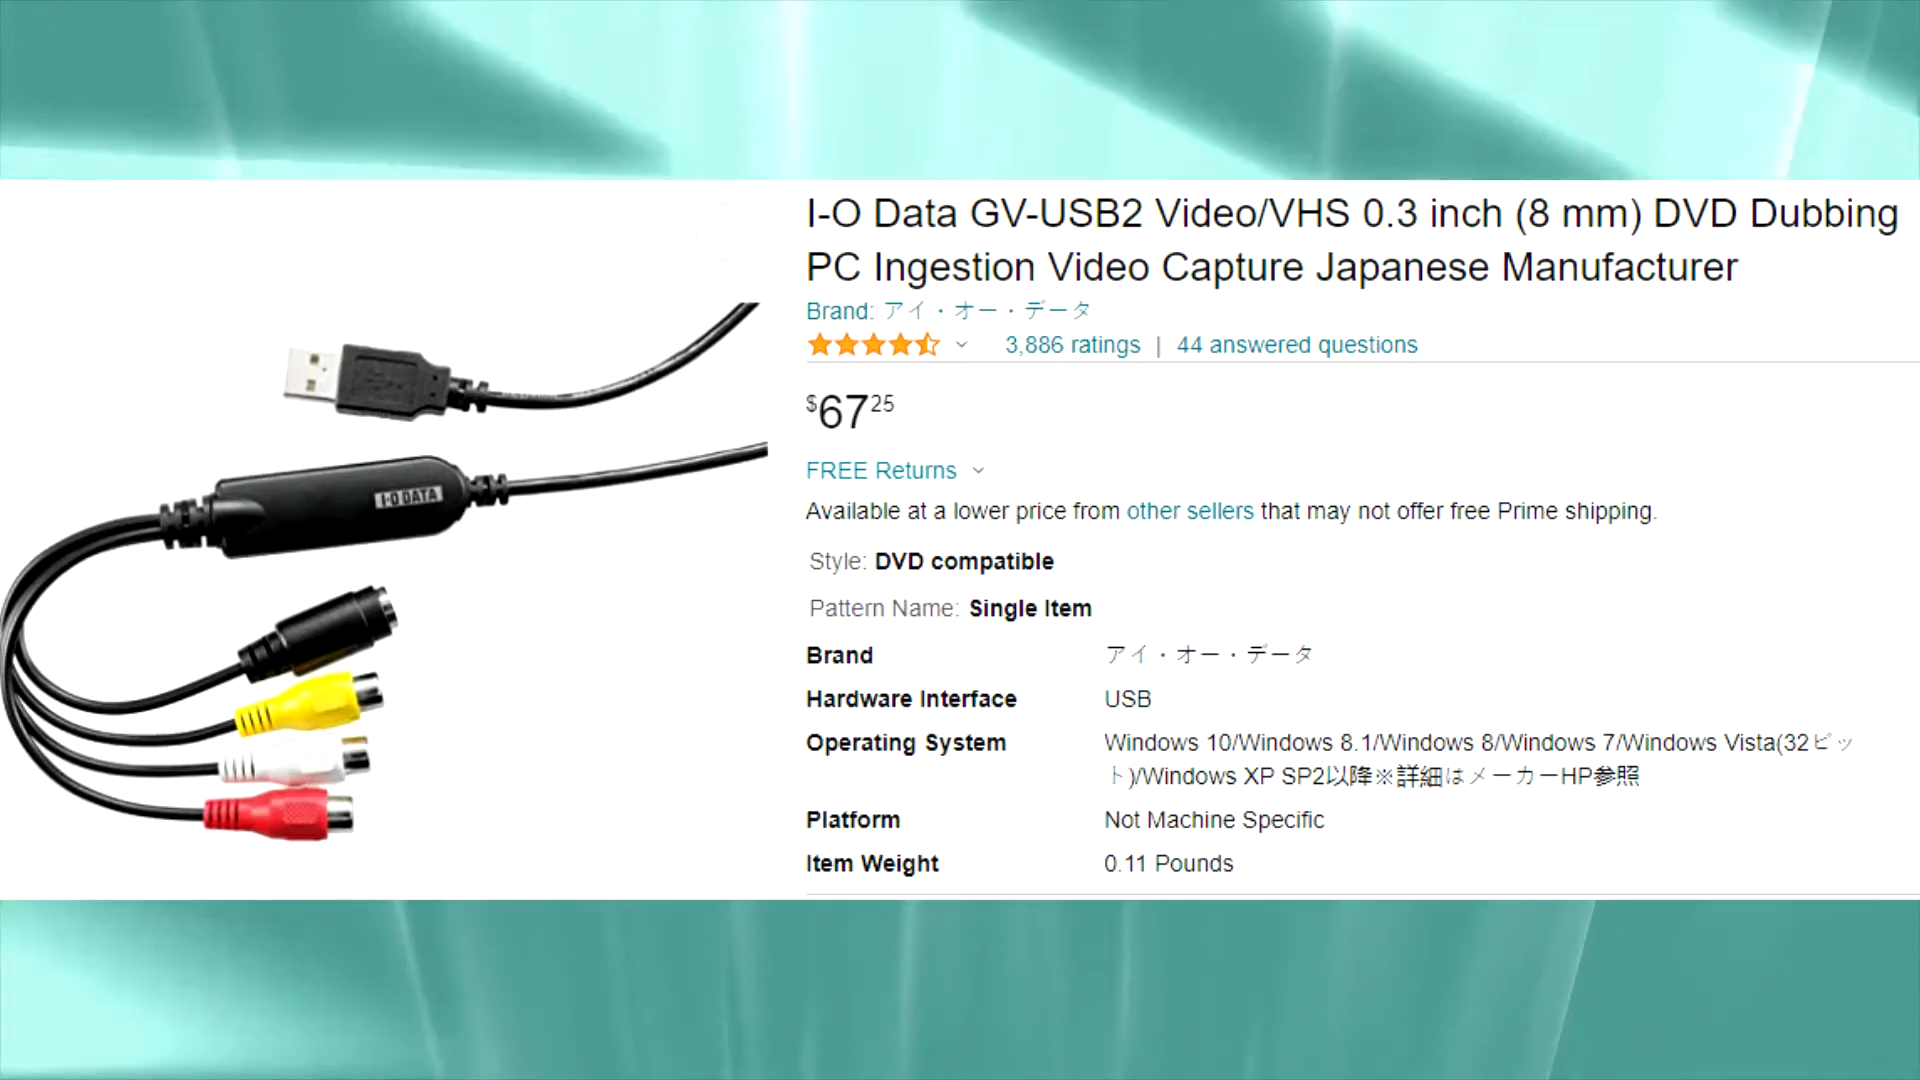 I-O Data GV-USB2 Video/VHS 0.3 inch (8 mm) DVD Dubbing
PC Ingestion Video Capture Japanese Manufacturer
Brand: アイ・オー・データ
3,886 ratings | 44 answered questions
$6725
FREE Returns
Available at a lower price from other sellers that may not offer free Prime shipping.
Style: DVD compatible
Pattern Name: Single Item
Brand アイ・オー・データ
Hardware Interface USB
Operating System Windows 10/Windows 8.1/Windows 8/Windows 7/Windows Vista(32ビッ
ト)/Windows XP SP2以降※詳細はメーカーHP参照
Platform Not Machine Specific
Item Weight 0.11 Pounds
I-O DATA